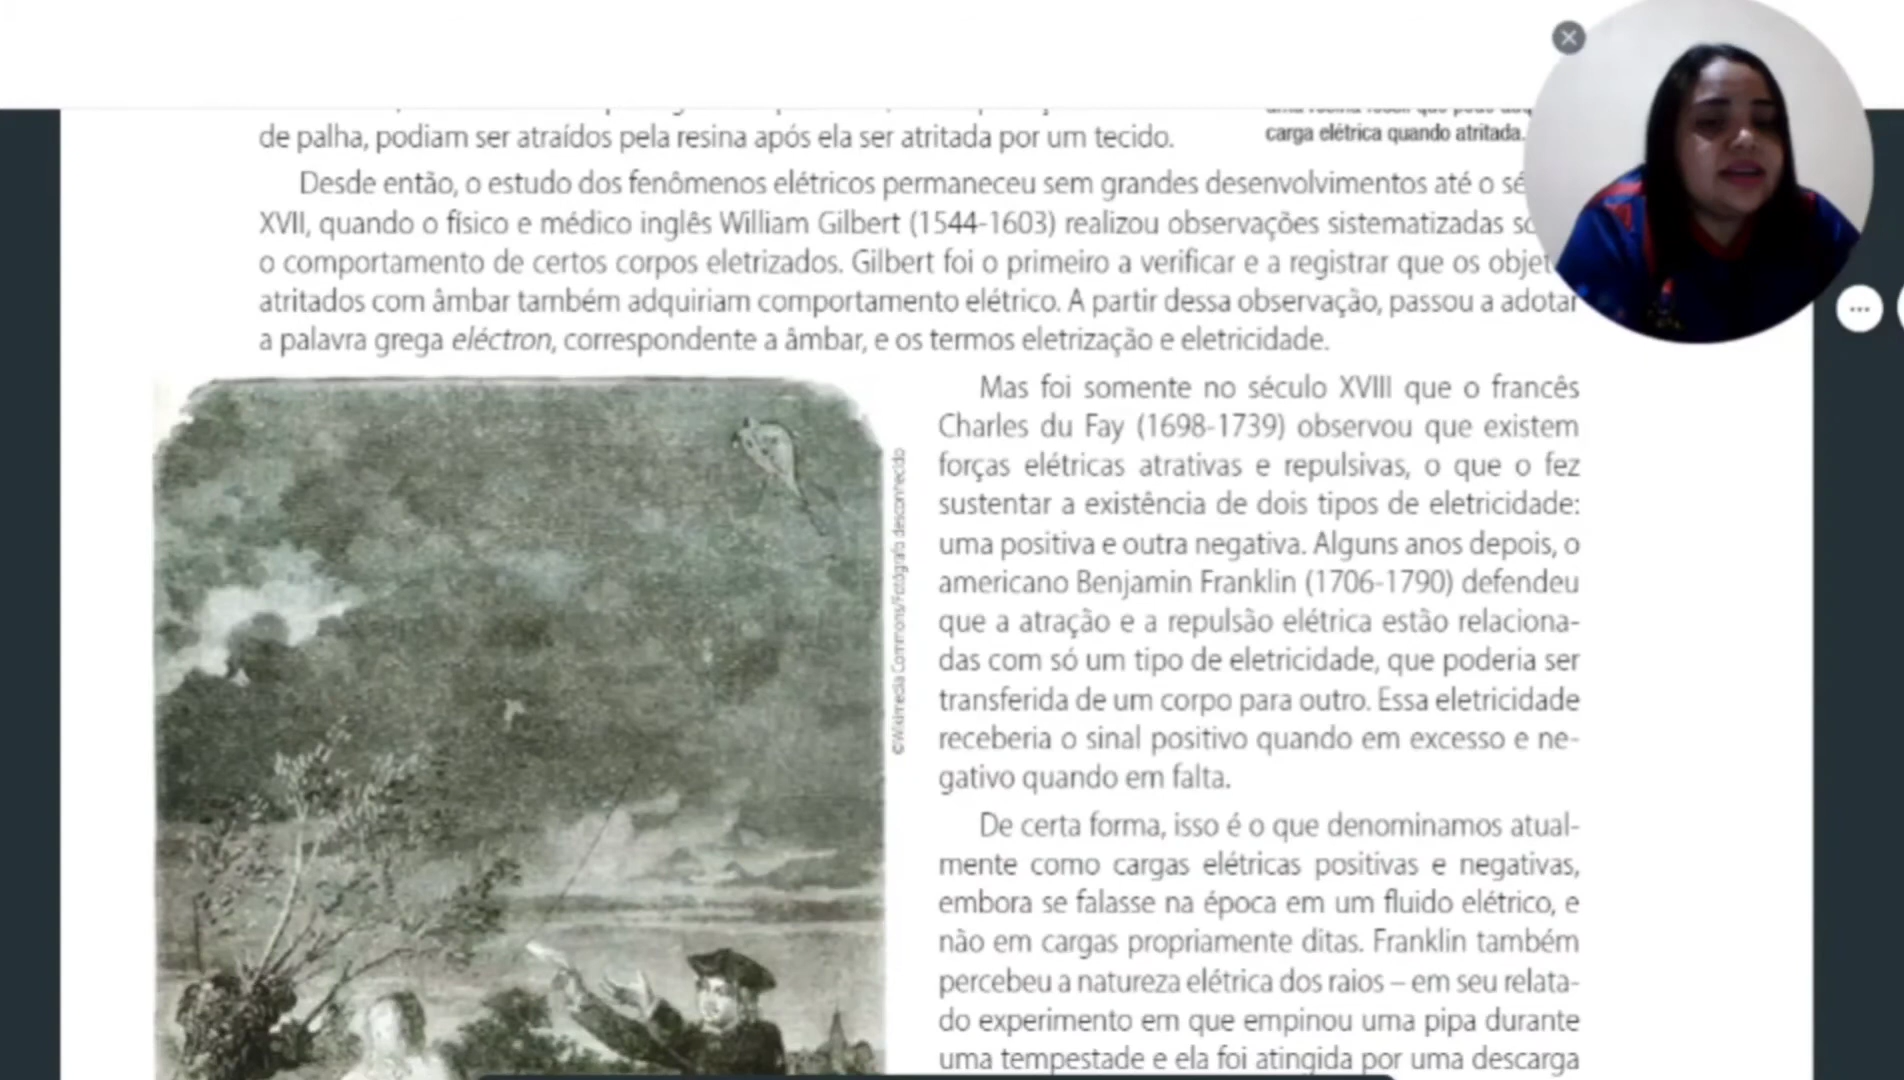 carga elétrica quando atritada.
de palha, podiam ser atraídos pela resina após ela ser atritada por um tecido.
Desde então, o estudo dos fenômenos elétricos permaneceu sem grandes desenvolvimentos até o
XVII, quando o físico e médico inglês William Gilbert (1544-1603) realizou observações sistematizadas
o comportamento de certos corpos eletrizados. Gilbert foi o primeiro a verificar e a registrar que os
atritados com âmbar também adquiriam comportamento elétrico. A partir dessa observação, passou a adotar
a palavra grega eléctron, correspondente a âmbar, e os termos eletrização e eletricidade.
©Wikimedia Commons/Fotógrafo desconhecido
Mas foi somente no século XVIII que o francês
Charles du Fay (1698-1739) observou que existem
forças elétricas atrativas e repulsivas, o que o fez
sustentar a existência de dois tipos de eletricidade:
uma positiva e outra negativa. Alguns anos depois, o
americano Benjamin Franklin (1706-1790) defendeu
que a atração e a repulsão elétrica estão relaciona-
das com só um tipo de eletricidade, que poderia ser
transferida de um corpo para outro. Essa eletricidade
receberia o sinal positivo quando em excesso e ne-
gativo quando em falta.
De certa forma, isso é o que denominamos atual-
mente como cargas elétricas positivas e negativas,
embora se falasse na época em um fluido elétrico, e
não em cargas propriamente ditas. Franklin também
percebeu a natureza elétrica dos raios – em seu relata-
do experimento em que empinou uma pipa durante
uma tempestade e ela foi atingida por uma descarga